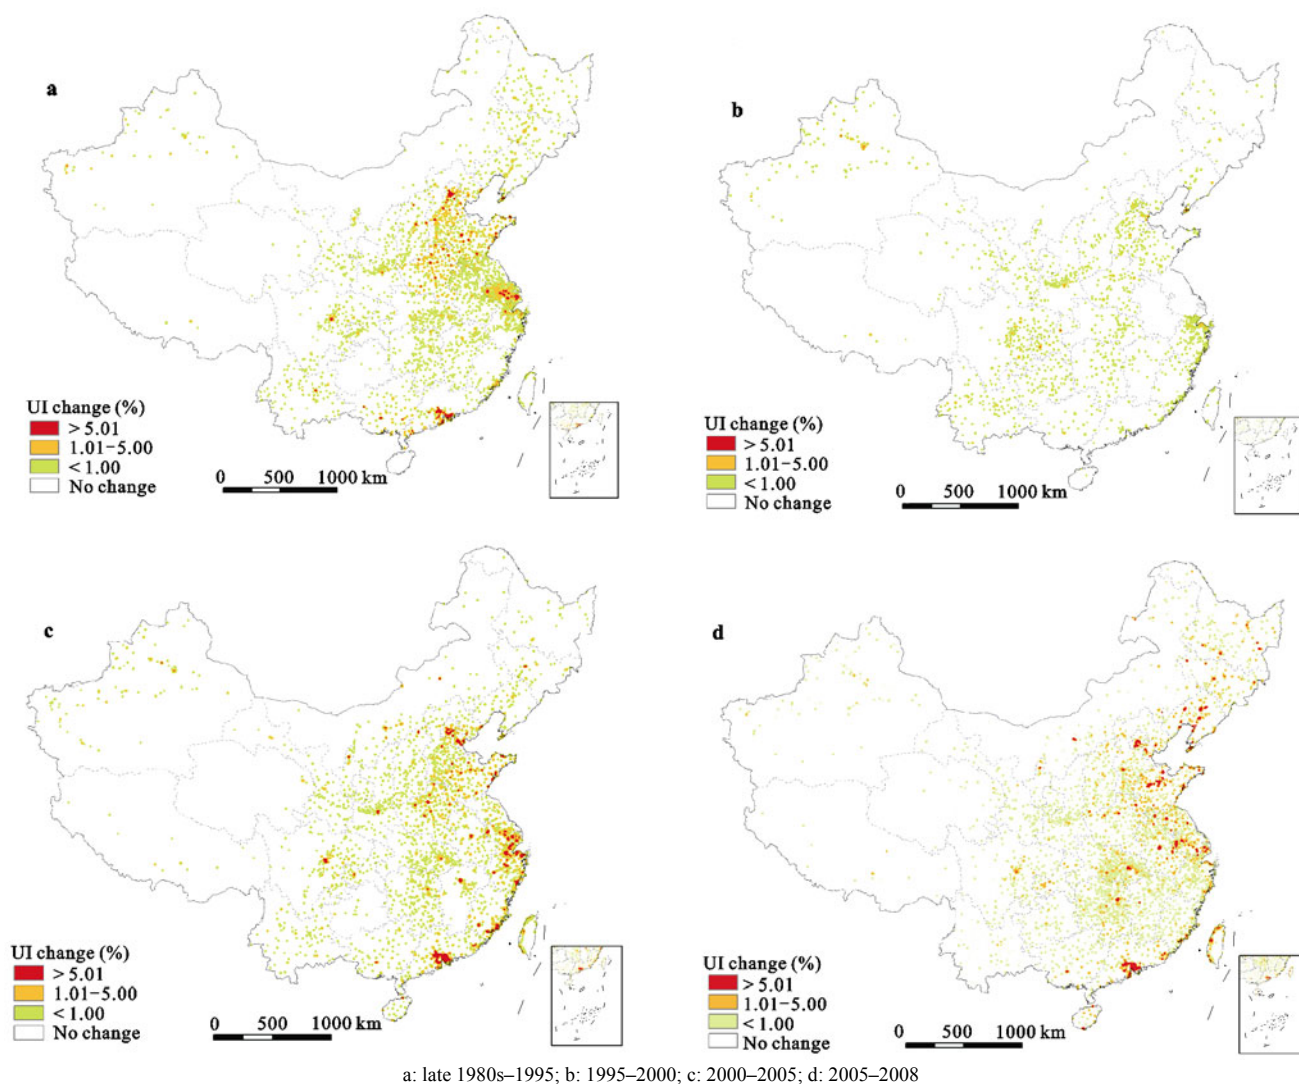 a
UI change (%)
> 5.01
1.01–5.00
< 1.00
No change
0 500 1000 km
b
UI change (%)
> 5.01
1.01–5.00
< 1.00
No change
0 500 1000 km
c
UI change (%)
> 5.01
1.01–5.00
< 1.00
No change
0 500 1000 km
d
UI change (%)
> 5.01
1.01–5.00
< 1.00
No change
0 500 1000 km
a: late 1980s–1995; b: 1995–2000; c: 2000–2005; d: 2005–2008